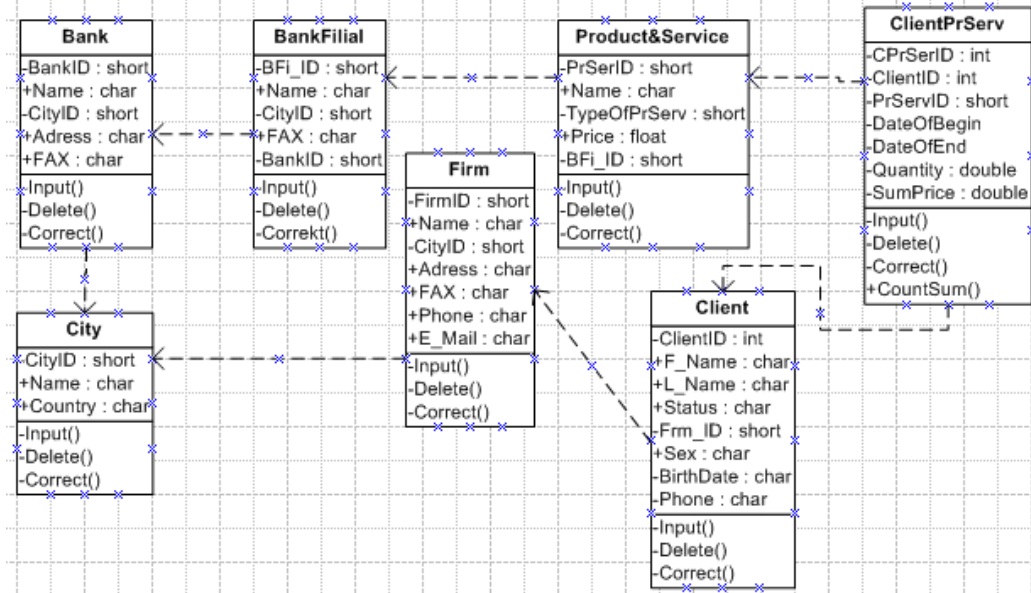 Bank
-BankID : short
+Name : char
-CityID : short
+Adress : char
+FAX : char
-Input()
-Delete()
-Correct()
BankFilial
-BFi_ID : short
+Name : char
-CityID : short
+FAX : char
-BankID : short
-Input()
-Delete()
-Correkt()
Product&Service
-PrSerID : short
+Name : char
-TypeOfPrServ : short
+Price : float
-BFi_ID : short
-Input()
-Delete()
-Correct()
ClientPrServ
-CPrSerID : int
-ClientID : int
-PrServID : short
-DateOfBegin
-DateOfEnd
-Quantity : double
-SumPrice : double
-Input()
-Delete()
-Correct()
+CountSum()
Firm
-FirmID : short
+Name : char
-CityID : short
+Adress : char
+FAX : char
+Phone : char
+E_Mail : char
-Input()
-Delete()
-Correct()
City
-CityID : short
+Name : char
+Country : char
-Input()
-Delete()
-Correct()
Client
-ClientID : int
+F_Name : char
+L_Name : char
+Status : char
-Frm_ID : short
+Sex : char
-BirthDate : char
-Phone : char
-Input()
-Delete()
-Correct()